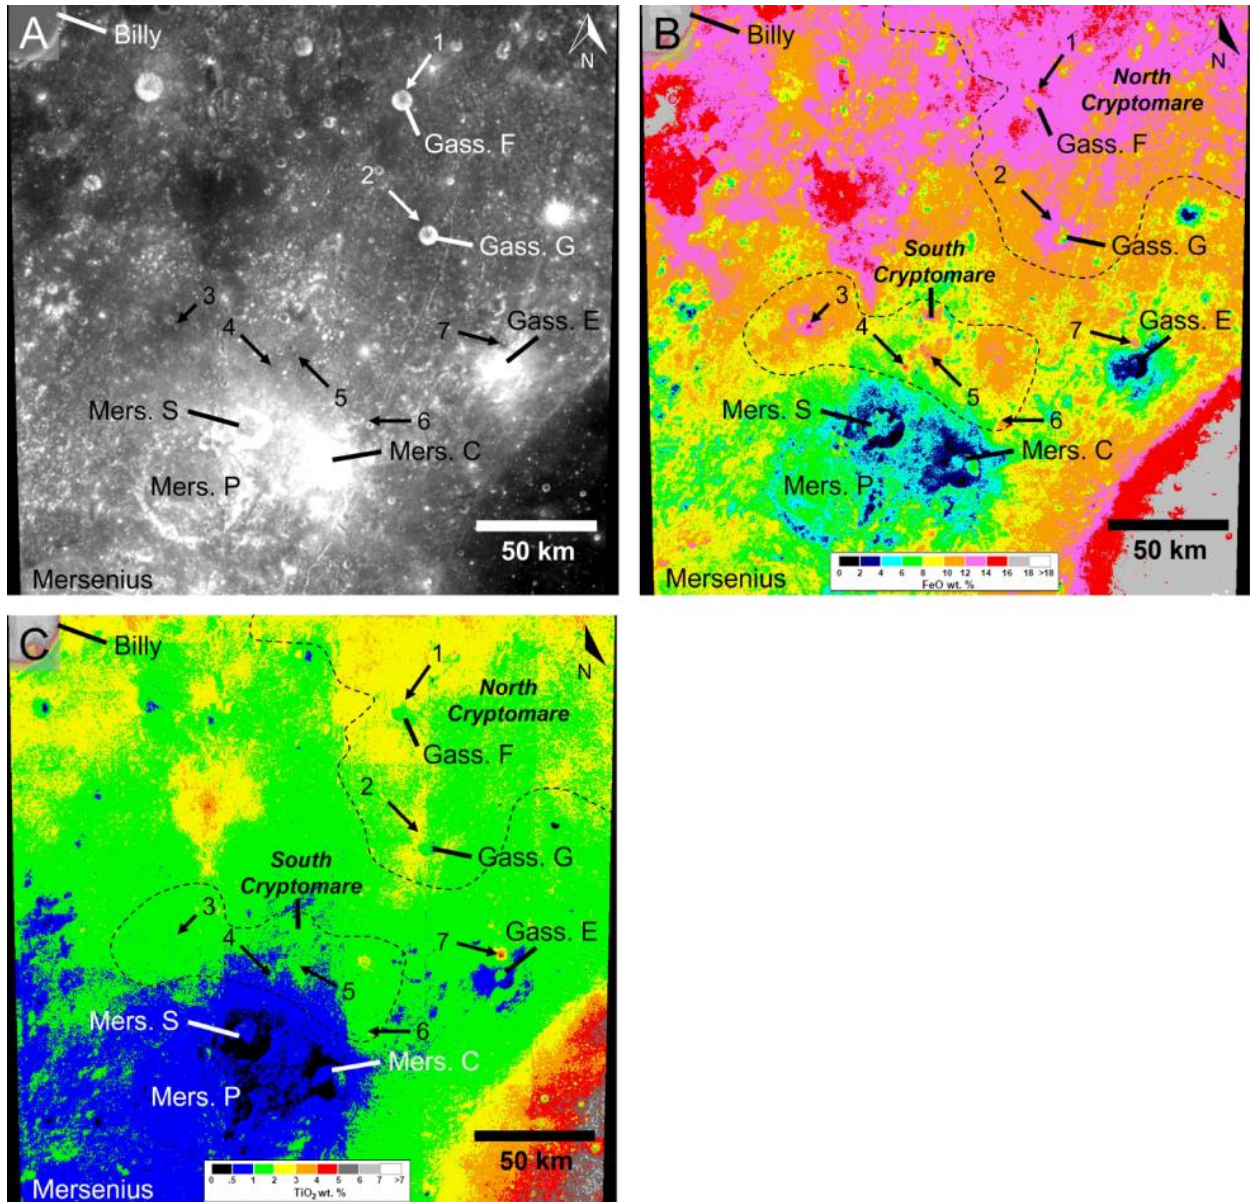 A
Billy
N
1
Gass. F
2
Gass. G
3
4
5
7
Gass. E
Mers. S
6
Mers. C
Mers. P
50 km
Mersenius
B
Billy
N
1
North
Cryptomare
Gass. F
2
Gass. G
South
Cryptomare
3
4
7
Gass. E
5
Mers. S
6
Mers. C
Mers. P
50 km
Mersenius
0 2 4 6 8 10 12 14 16 18 >18
FeO wt. %
C
Billy
N
1
North
Cryptomare
Gass. F
2
Gass. G
South
Cryptomare
3
4
7
Gass. E
5
Mers. S
6
Mers. C
Mers. P
50 km
Mersenius
0 .5 1 2 3 4 5 6 7 >7
TiO₂ wt. %